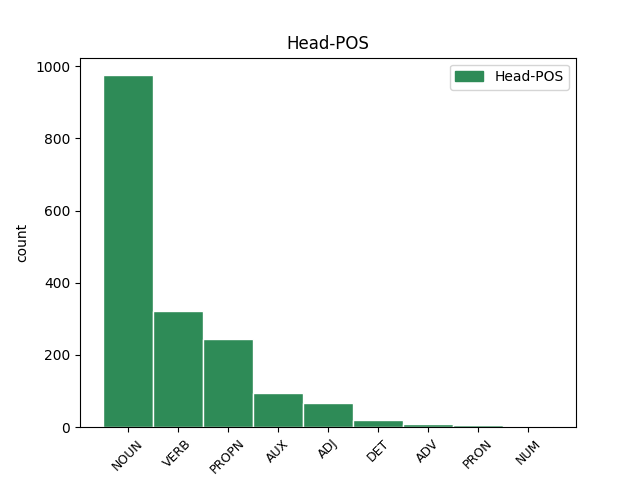 Head-POS
Head-POS
1000
800
600
400
200
0
count
NOUN
VERB
PROPN
AUX
ADJ
DET
ADV
PRON
NUM